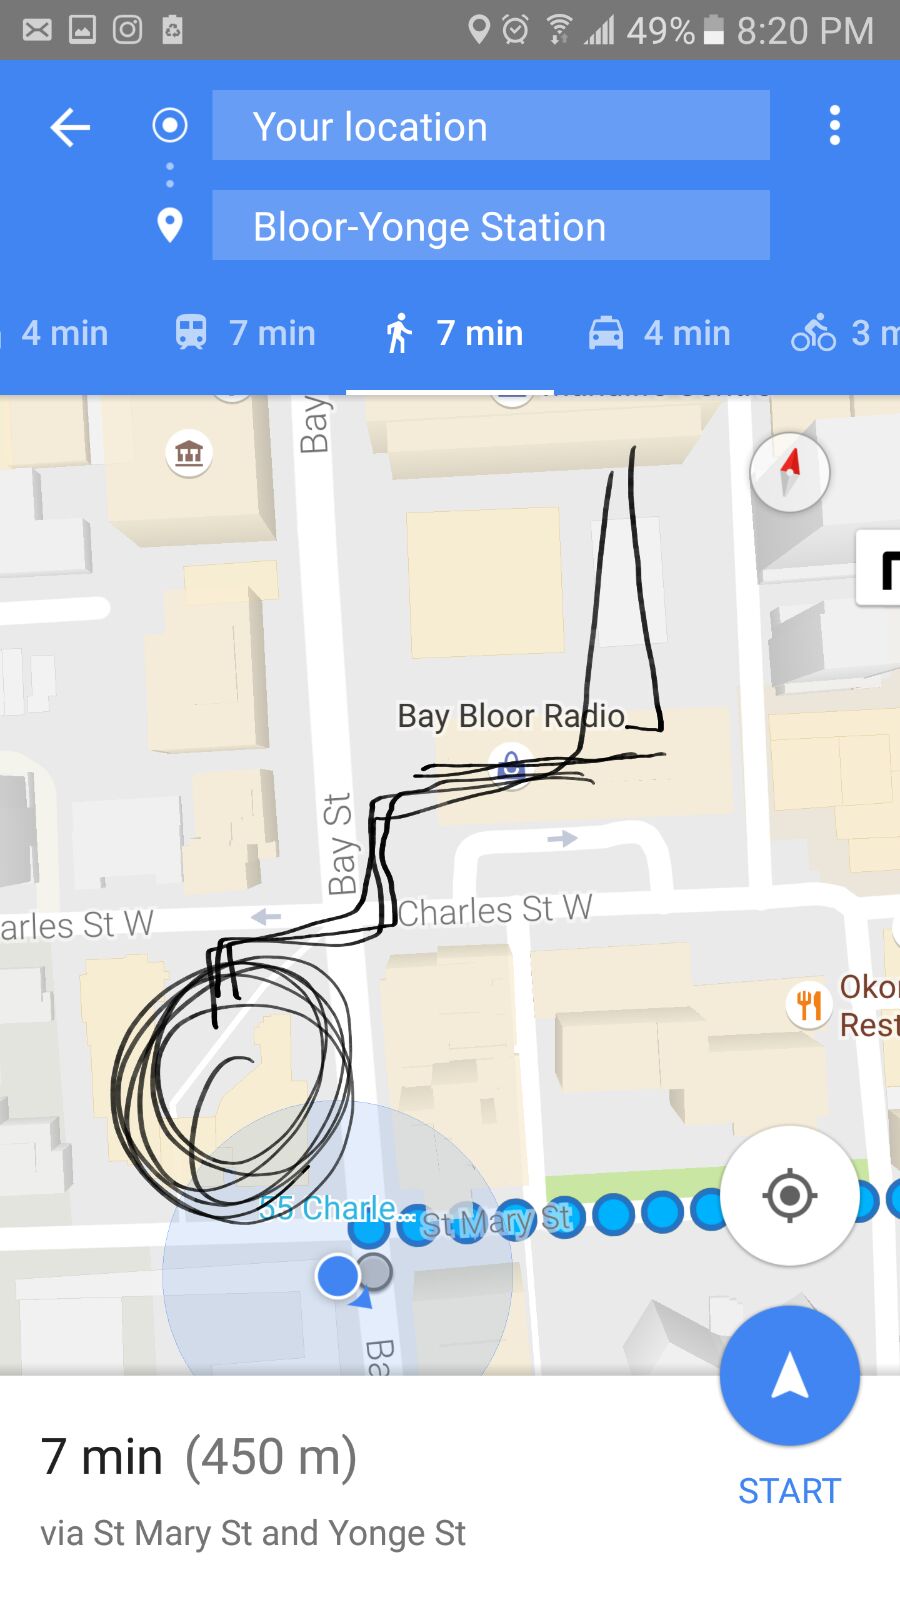 49% 8:20 PM
Your location
Bloor-Yonge Station
4 min 7 min 7 min 4 min 3 m
Bay
Bay Bloor Radio
Bay St
arles St W
Charles St W
Oko
Rest
55 Charle...
St Mary St
Ba
7 min (450 m)
START
via St Mary St and Yonge St